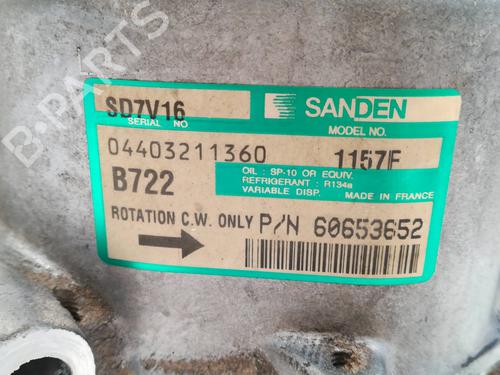 B-PARTS
SD7V16 SANDEN
SERIAL NO MODEL NO.
04403211360 1157/F
B722 OIL : SP-10 OR EQUIV.
REFRIGERANT : R134a
VARIABLE DISP. MADE IN FRANCE
ROTATION C.W. ONLY P/N 60653652